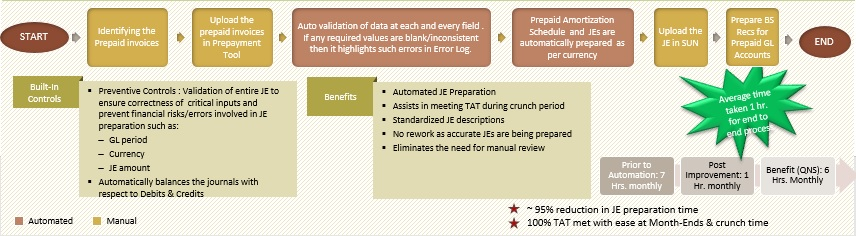 START
Identifying the
Prepaid invoices
Upload the
prepaid invoices
in Prepayment
Tool
Auto validation of data at each and every field .
If any required values are blank/inconsistent
then it highlights such errors in Error Log.
Prepaid Amortization
Schedule and JEs are
automatically prepared as
per currency
Upload the
JE in SUN
Prepare BS
Recs for
Prepaid GL
Accounts
END
Built-In
Controls
▪ Preventive Controls : Validation of entire JE to
ensure correctness of critical inputs and
prevent financial risks/errors involved in JE
preparation such as:
– GL period
– Currency
– JE amount
▪ Automatically balances the journals with
respect to Debits & Credits
Benefits
▪ Automated JE Preparation
▪ Assists in meeting TAT during crunch period
▪ Standardized JE descriptions
▪ No rework as accurate JEs are being prepared
▪ Eliminates the need for manual review
Average time
taken 1 hr.
for end to
end proces
Prior to
Automation: 7
Hrs. monthly
Post
Improvement: 1
Hr. monthly
Benefit (QNS): 6
Hrs. Monthly
~ 95% reduction in JE preparation time
100% TAT met with ease at Month-Ends & crunch time
Automated
Manual